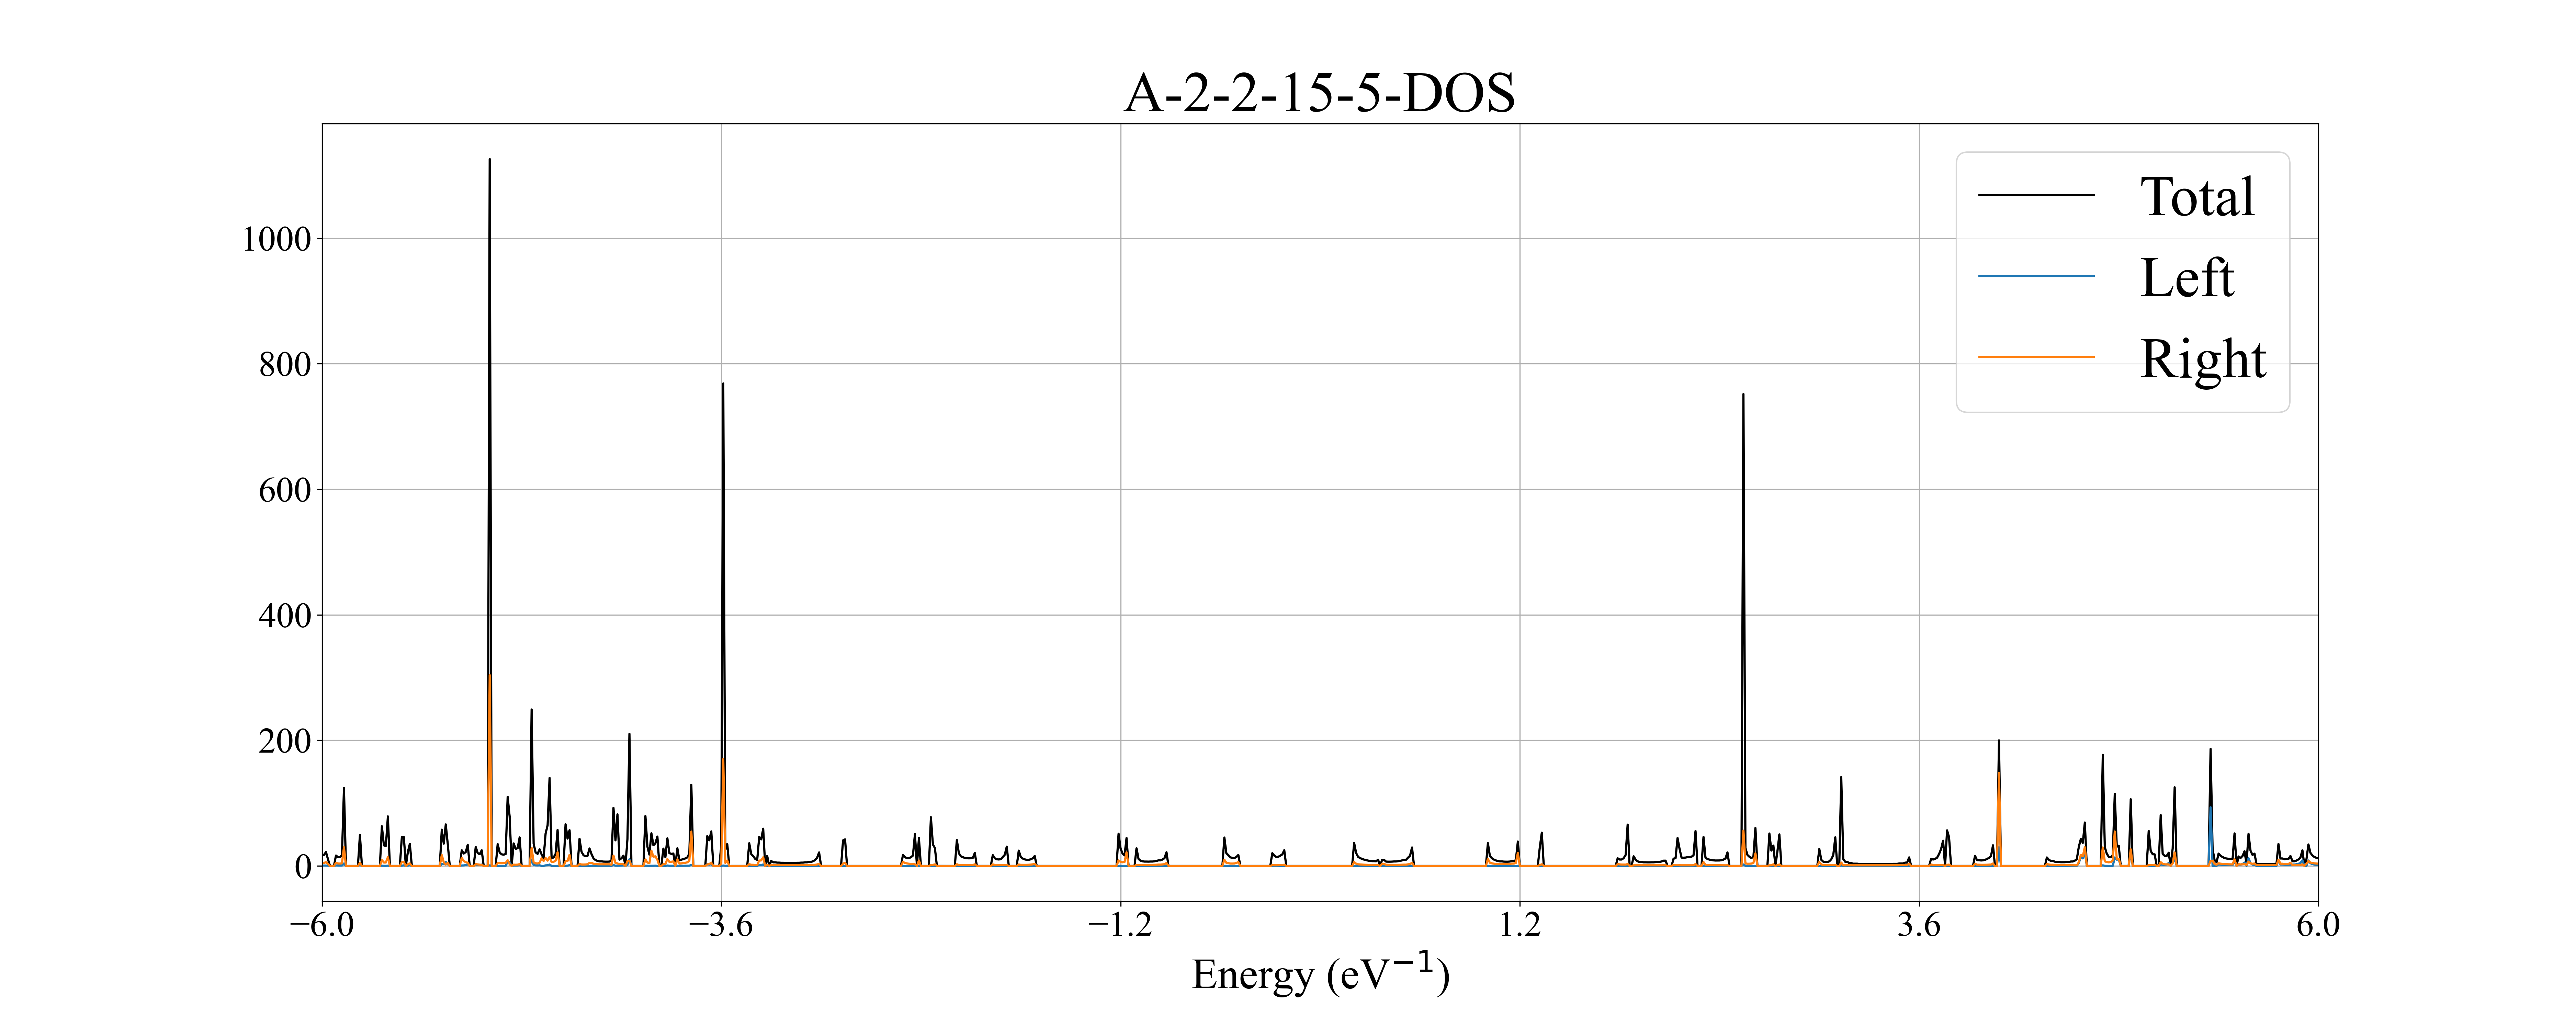 A-2-2-15-5-DOS
Total
Left
Right
1000
800
600
400
200
0
−6.0 −3.6 −1.2 1.2 3.6 6.0
Energy (eV⁻¹)